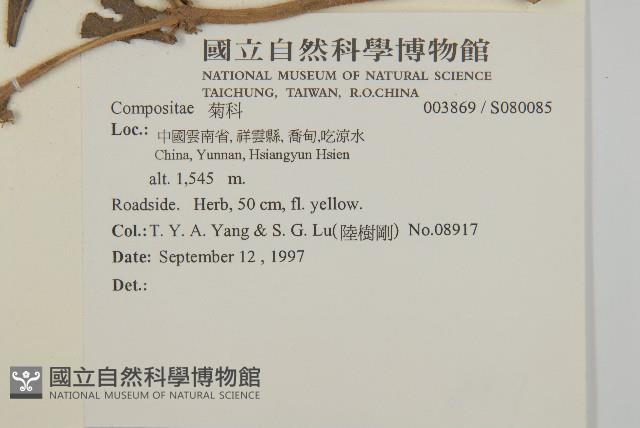 國立自然科學博物館
NATIONAL MUSEUM OF NATURAL SCIENCE
TAICHUNG, TAIWAN, R.O.CHINA
Compositae 菊科 003869 / S080085
Loc.: 中國雲南省, 祥雲縣, 喬甸,吃涼水
China, Yunnan, Hsiangyun Hsien
alt. 1,545 m.
Roadside. Herb, 50 cm, fl. yellow.
Col.: T. Y. A. Yang & S. G. Lu(陸樹剛) No.08917
Date: September 12 , 1997
Det.:
國立自然科學博物館
NATIONAL MUSEUM OF NATURAL SCIENCE